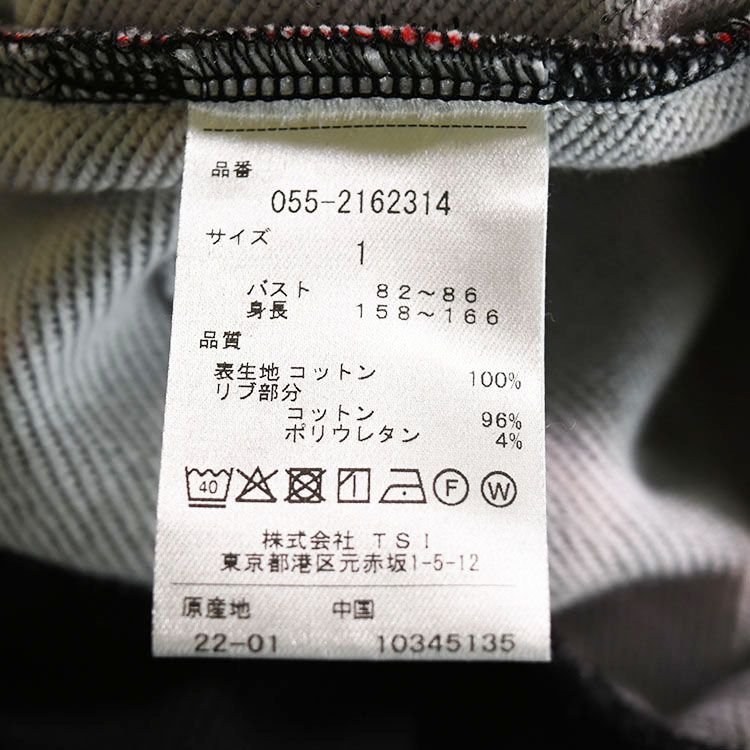 品番
055-2162314
サイズ
1
バスト 82~86
身長 158~166
品質
表生地 コットン 100%
リブ部分
コットン 96%
ポリウレタン 4%
40 F W
株式会社 TSI
東京都港区元赤坂1-5-12
原産地 中国
22-01 10345135